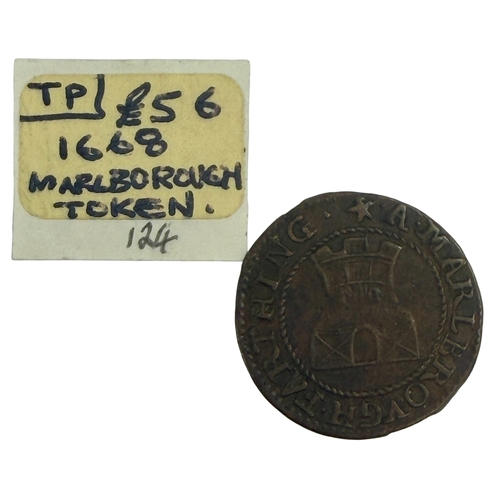 TP £56
1668
MARLBOROUGH
TOKEN.
124
★ A · MARLBROVGH · FARTHING ·